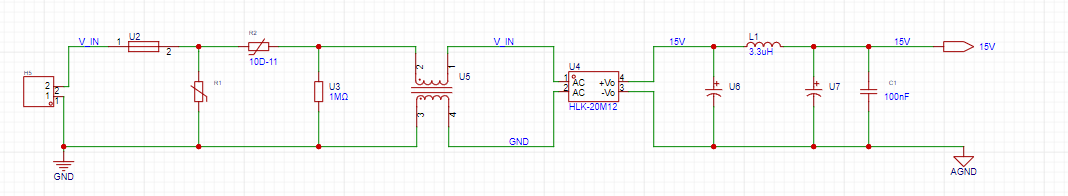 H5
2
1
2
1
GND
V_IN
U2
1
2
R1
R2
10D-11
U3
1MΩ
2
1
U5
3
4
V_IN
GND
U4
1
2
AC
AC
+Vo
-Vo
4
3
HLK-20M12
15V
+
U6
L1
3.3uH
+
U7
C1
100nF
15V
15V
AGND